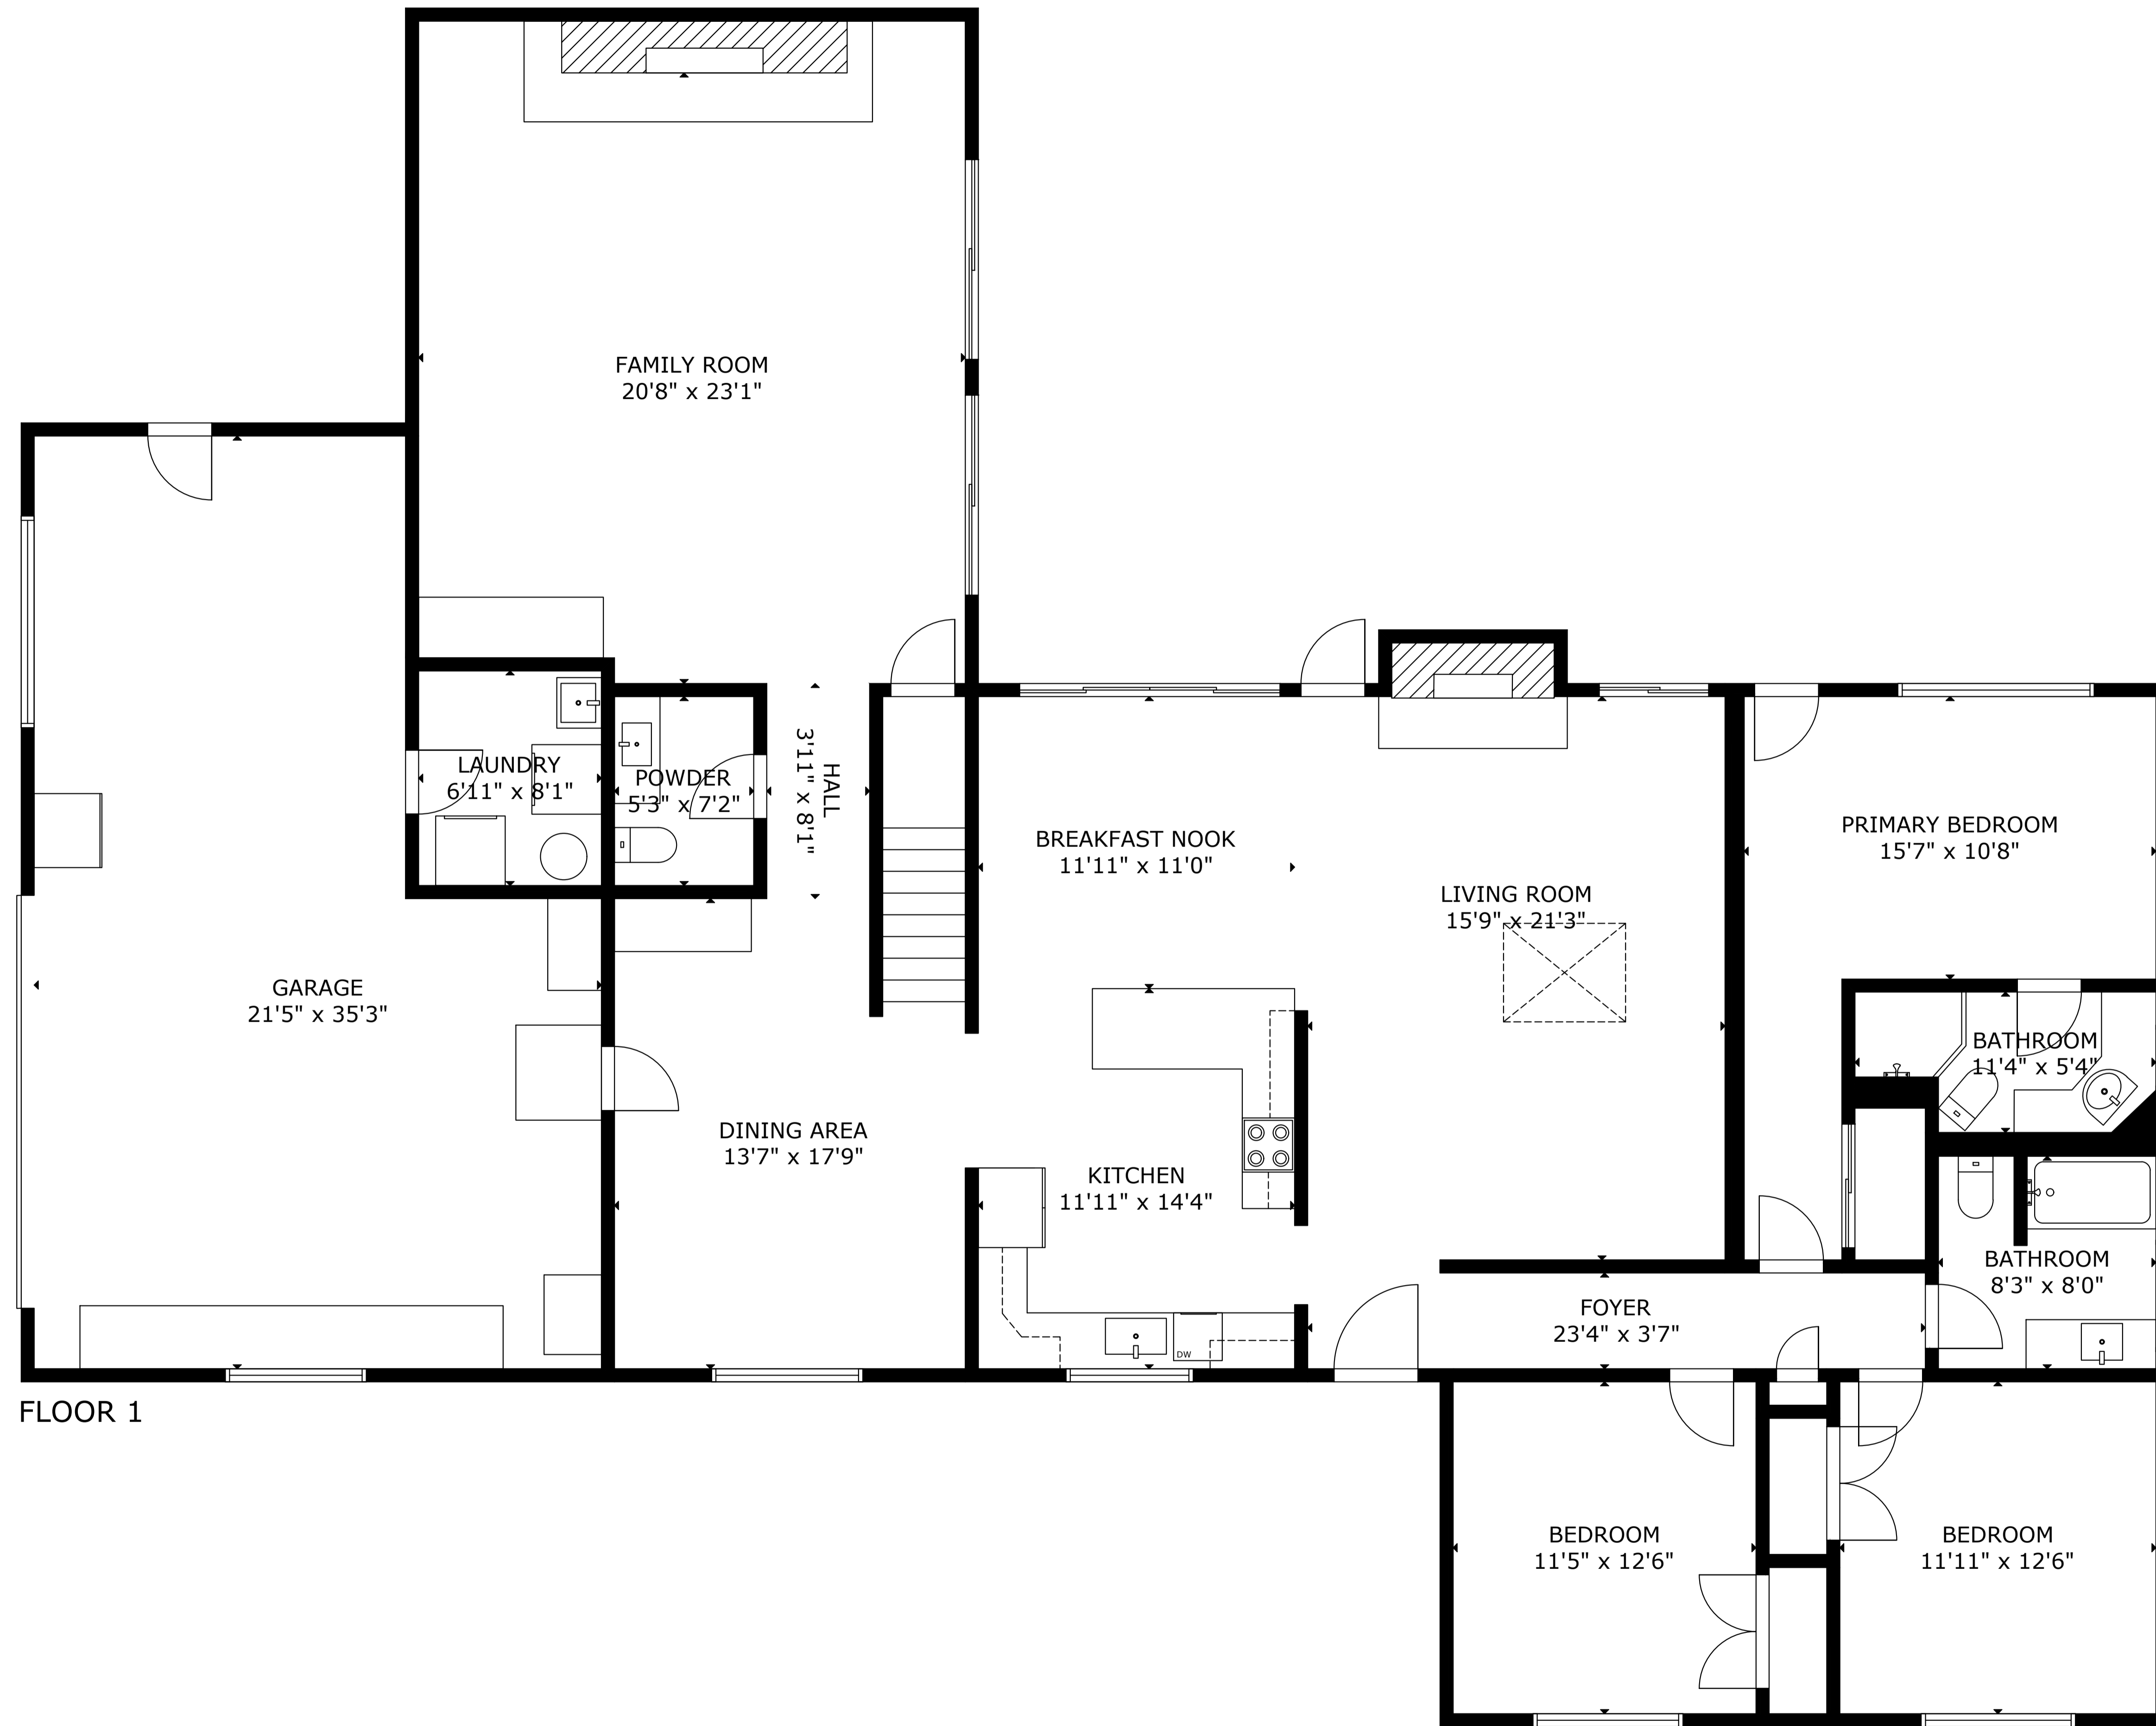 FAMILY ROOM
20'8" x 23'1"
LAUNDRY
6'11" x 8'1"
POWDER
5'3" x 7'2"
HALL
3'11" x 8'1"
BREAKFAST NOOK
11'11" x 11'0"
LIVING ROOM
15'9" x 21'3"
PRIMARY BEDROOM
15'7" x 10'8"
GARAGE
21'5" x 35'3"
BATHROOM
11'4" x 5'4"
DINING AREA
13'7" x 17'9"
KITCHEN
11'11" x 14'4"
BATHROOM
8'3" x 8'0"
FOYER
23'4" x 3'7"
DW
FLOOR 1
BEDROOM
11'5" x 12'6"
BEDROOM
11'11" x 12'6"